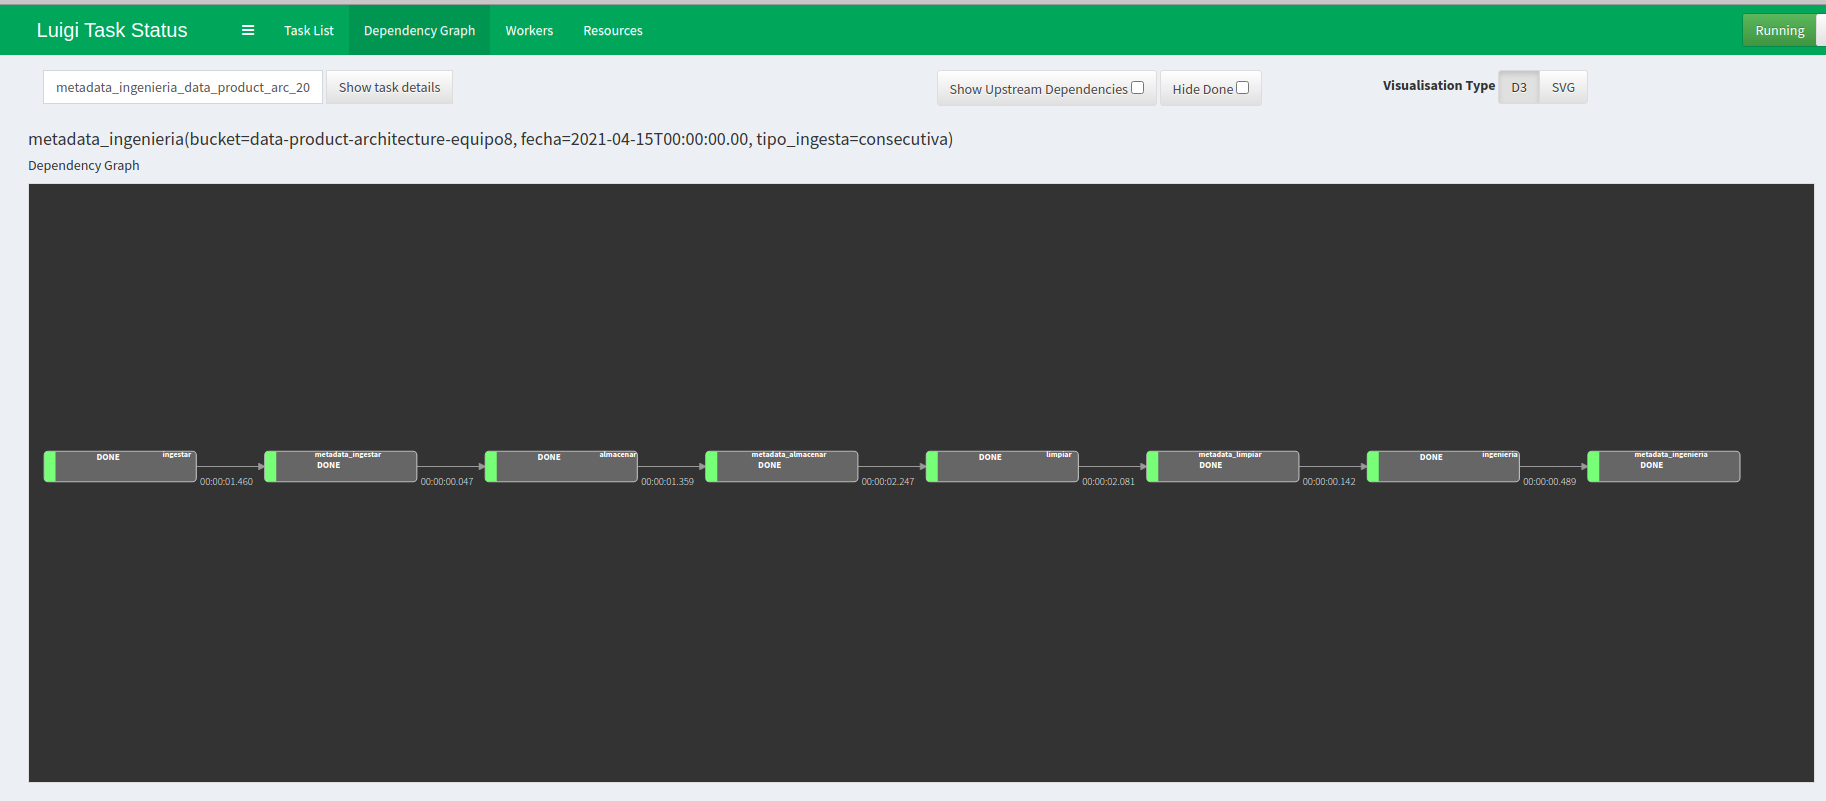 Luigi Task Status
Task List
Dependency Graph
Workers
Resources
Running
metadata_ingenieria_data_product_arc_20
Show task details
Show Upstream Dependencies
Hide Done
Visualisation Type
D3
SVG
metadata_ingenieria(bucket=data-product-architecture-equipo8, fecha=2021-04-15T00:00:00.00, tipo_ingesta=consecutiva)
Dependency Graph
DONE ingestar
00:00:01.460
metadata_ingestar
DONE
00:00:00.047
DONE almacenar
00:00:01.359
metadata_almacenar
DONE
00:00:02.247
DONE limpiar
00:00:02.081
metadata_limpiar
DONE
00:00:00.142
DONE ingenieria
00:00:00.489
metadata_ingenieria
DONE